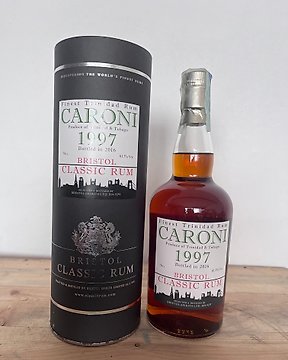 DISCOVERING THE WORLD'S FINEST RUMS
Finest Trinidad Rum
CARONI
Produce of Trinidad & Tobago
1997
Bottled in 2016
BRISTOL
CLASSIC RUM
BRISTOL
CLASSIC RUM
Finest Trinidad Rum
CARONI
Produce of Trinidad & Tobago
1997
Bottled in 2016
BRISTOL
CLASSIC RUM